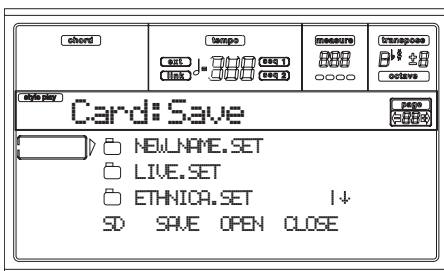 chord tempo measure transpose
ext seq 1
link seq 2
octave
style play
Card:Save
page
NEW_NAME.SET
LIVE.SET
ETHNICA.SET
SD SAVE OPEN CLOSE